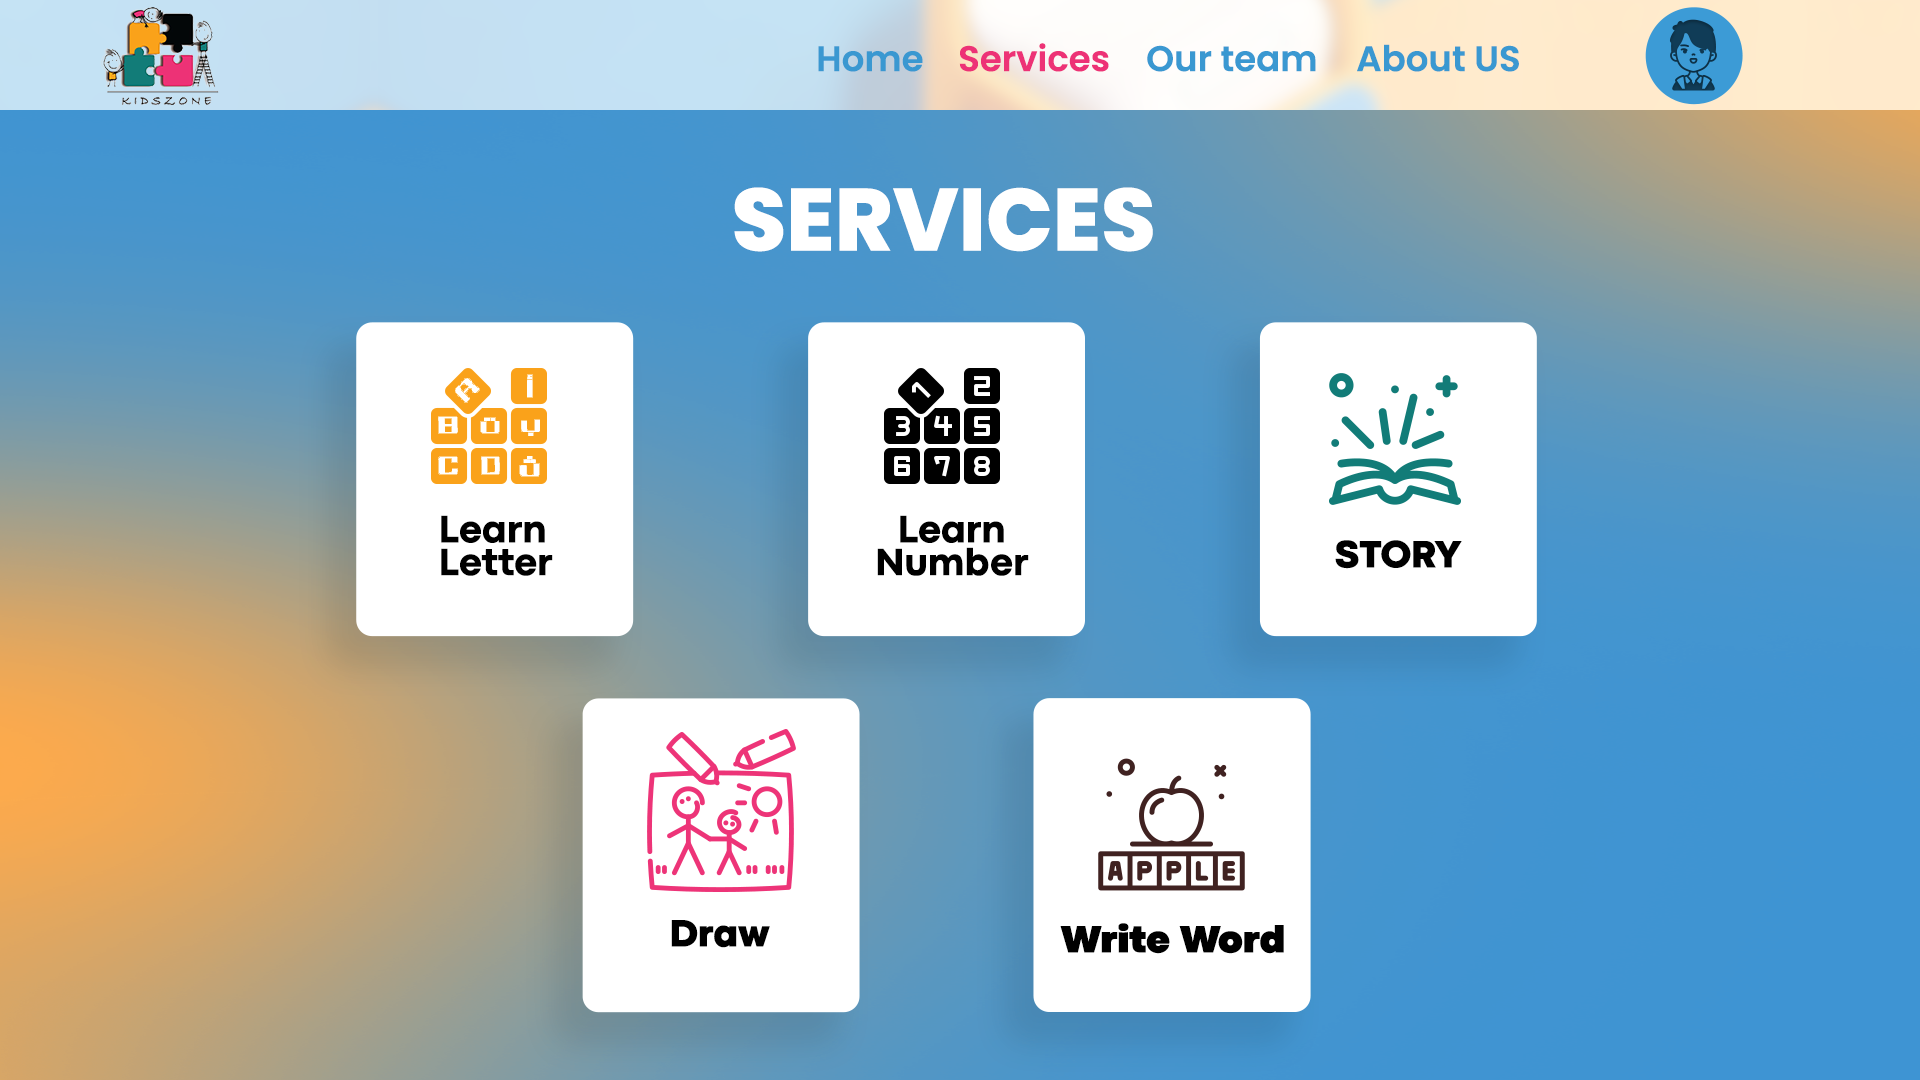 KIDSZONE
Home Services Our team About US
SERVICES
A i
B ö y
C D ů
Learn
Letter
1 2
3 4 5
6 7 8
Learn
Number
STORY
Draw
APPLE
Write Word